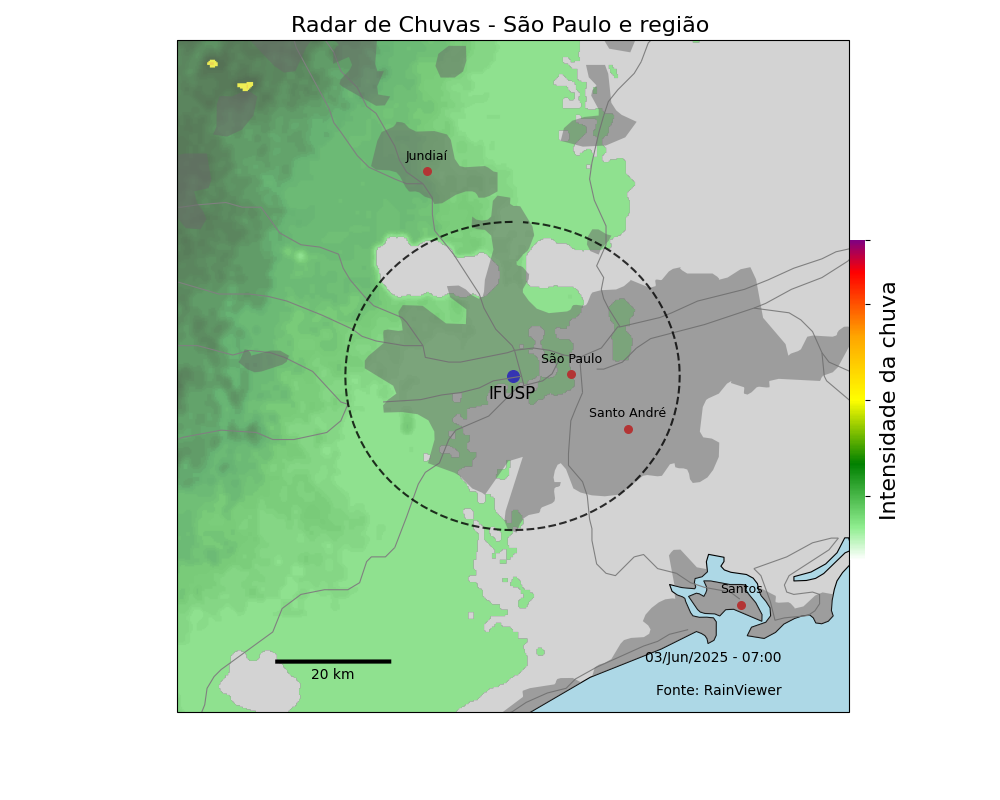 Radar de Chuvas - São Paulo e região
Jundiaí
São Paulo
IFUSP
Santo André
Santos
Intensidade da chuva
20 km
03/Jun/2025 - 07:00
Fonte: RainViewer